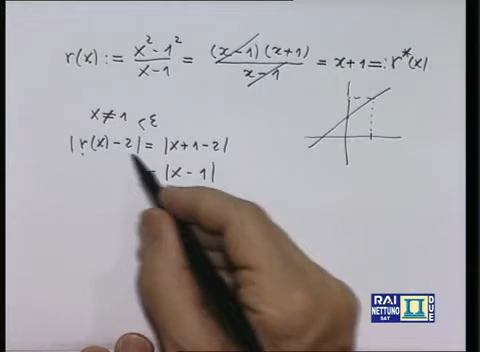 r(x) := x² - 1² / x - 1 = (x-1)(x+1) / x-1 = x+1 =: r*(x)
x ≠ 1 < ε
|r(x) - 2| = |x+1-2|
= |x-1|
RAI
NETTUNO
SAT
DUE